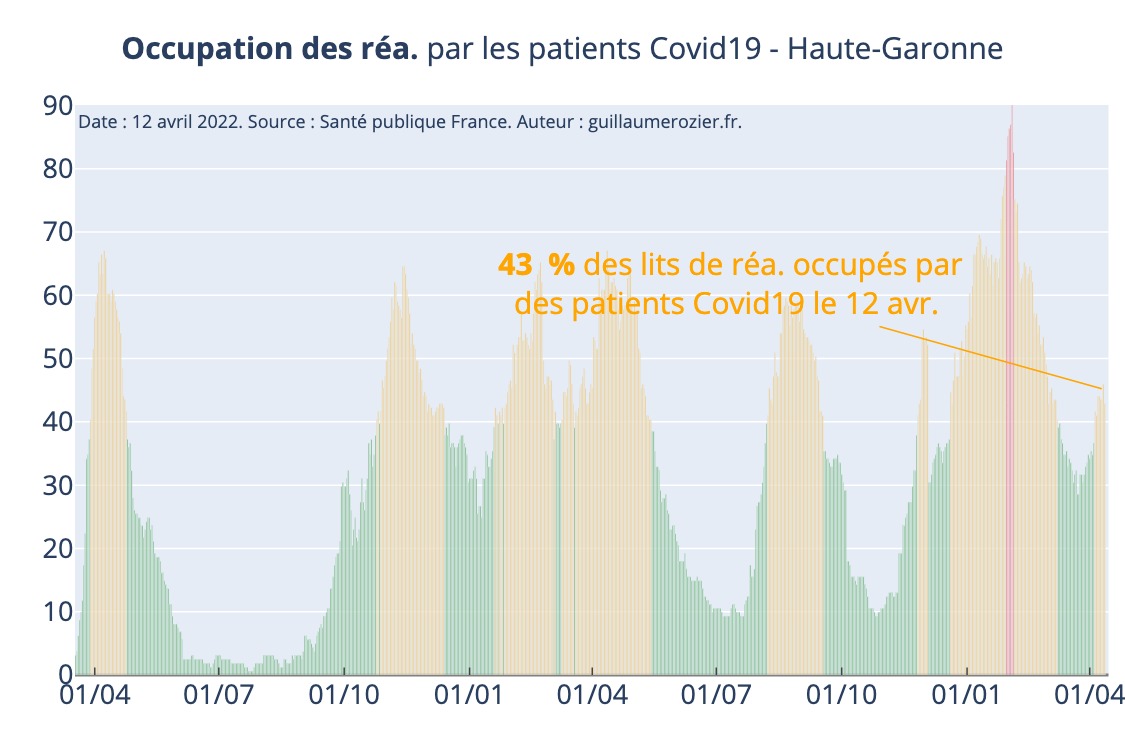 Occupation des réa. par les patients Covid19 - Haute-Garonne
90
Date : 12 avril 2022. Source : Santé publique France. Auteur : guillaumerozier.fr.
80
70
43 % des lits de réa. occupés par
des patients Covid19 le 12 avr.
60
50
40
30
20
10
0
01/04 01/07 01/10 01/01 01/04 01/07 01/10 01/01 01/04